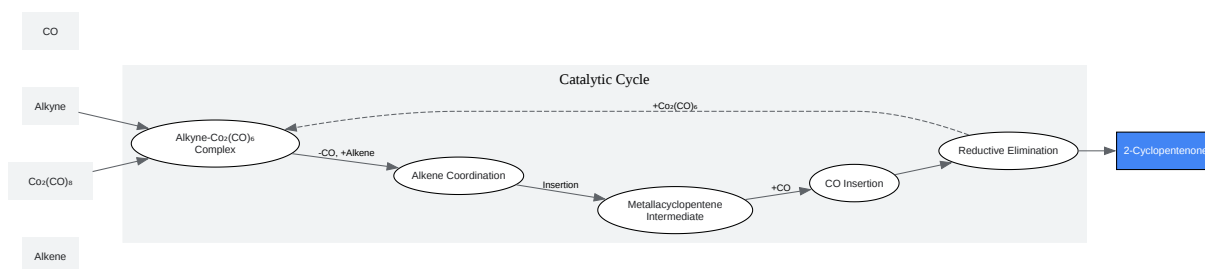 CO
Catalytic Cycle
Alkyne
+Co₂(CO)₆
Alkyne-Co₂(CO)₆
Complex
-CO, +Alkene
Reductive Elimination
2-Cyclopentenone
Co₂(CO)₈
Alkene Coordination
Insertion
+CO
CO Insertion
Metallacyclopentene
Intermediate
Alkene